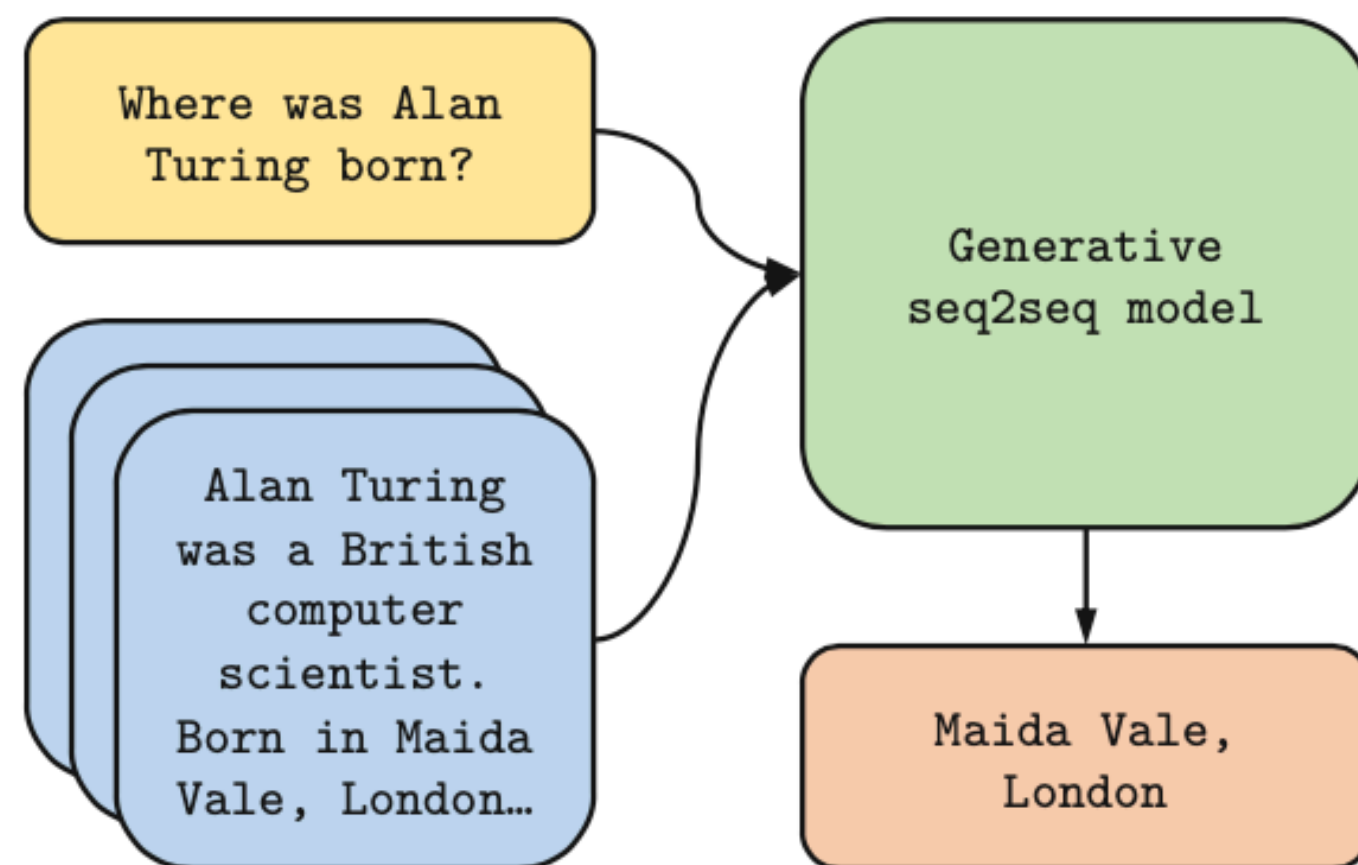 Where was Alan
Turing born?
Alan Turing
was a British
computer
scientist.
Born in Maida
Vale, London…
Generative
seq2seq model
Maida Vale,
London